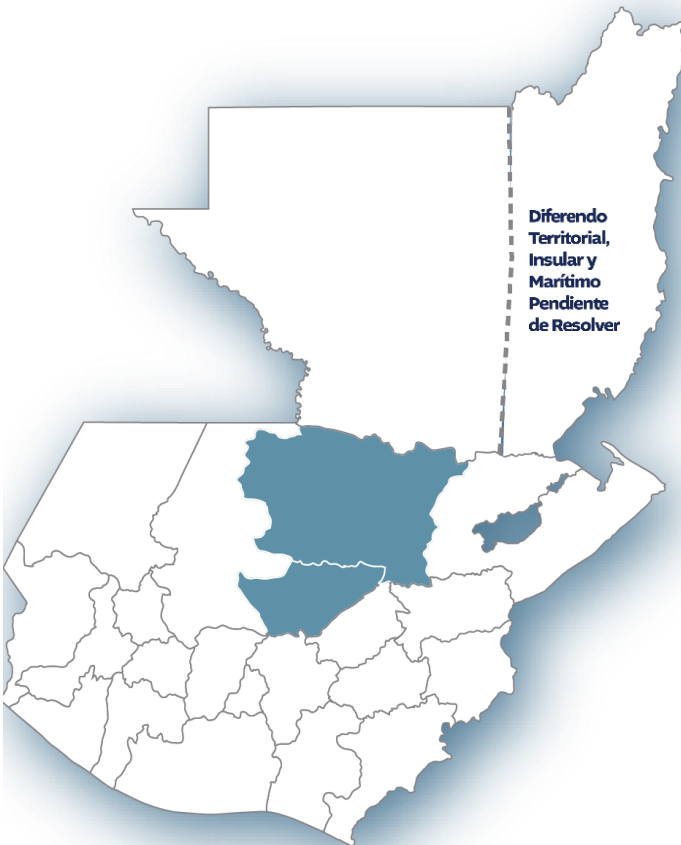 Diferendo
Territorial,
Insular y
Marítimo
Pendiente
de Resolver